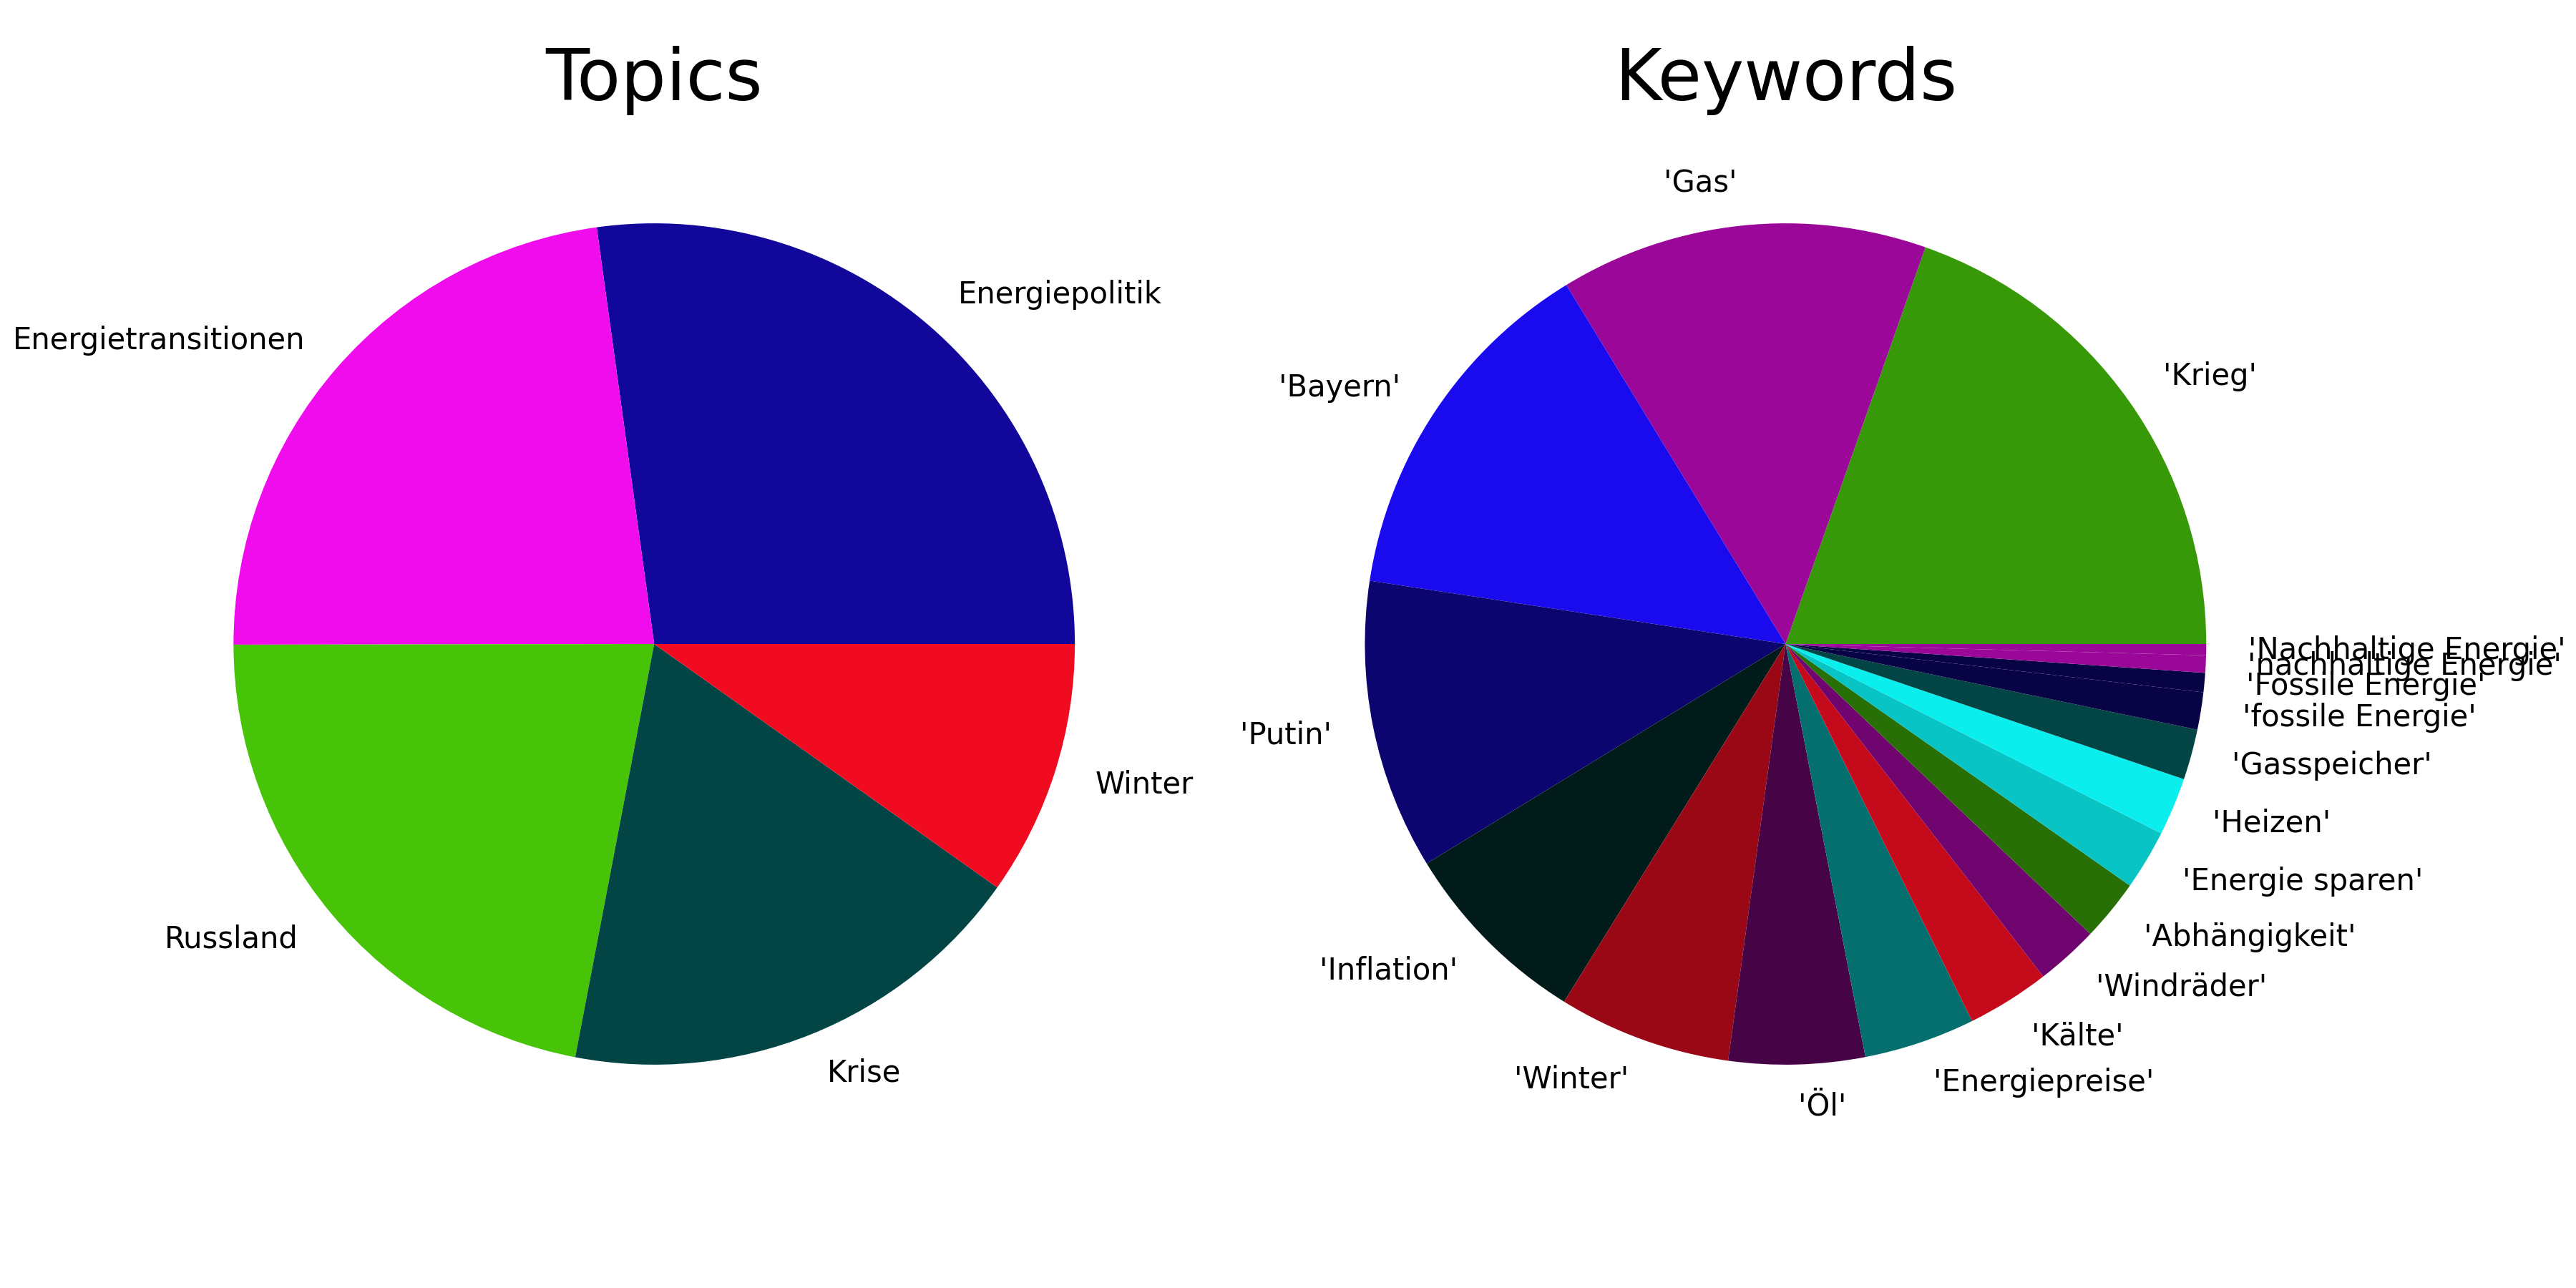 Topics
Energiepolitik
Energietransitionen
Russland
Krise
Winter
Keywords
'Krieg'
'Gas'
'Bayern'
'Putin'
'Inflation'
'Winter'
'Öl'
'Energiepreise'
'Kälte'
'Windräder'
'Abhängigkeit'
'Energie sparen'
'Heizen'
'Gasspeicher'
'fossile Energie'
'Fossile Energie'
'nachhaltige Energie'
'Nachhaltige Energie'